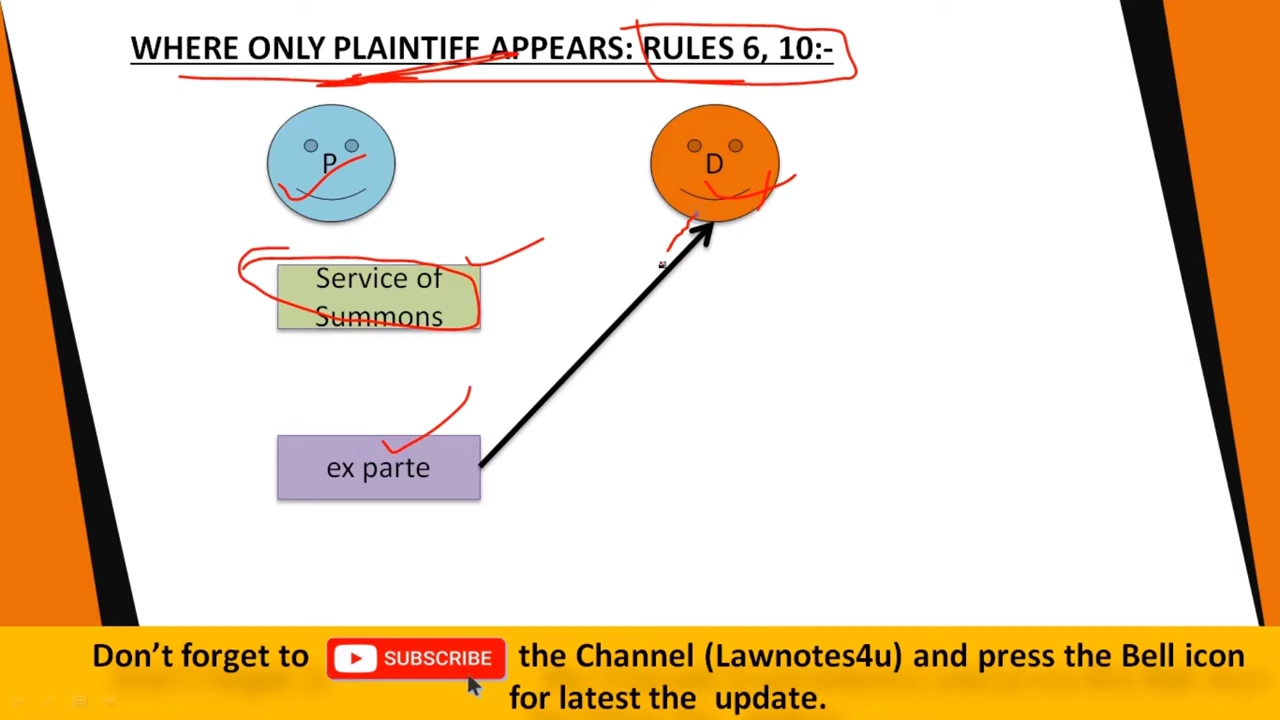 WHERE ONLY PLAINTIFF APPEARS: RULES 6, 10:-
P
D
Service of
Summons
ex parte
Don't forget to SUBSCRIBE the Channel (Lawnotes4u) and press the Bell icon
for latest the update.